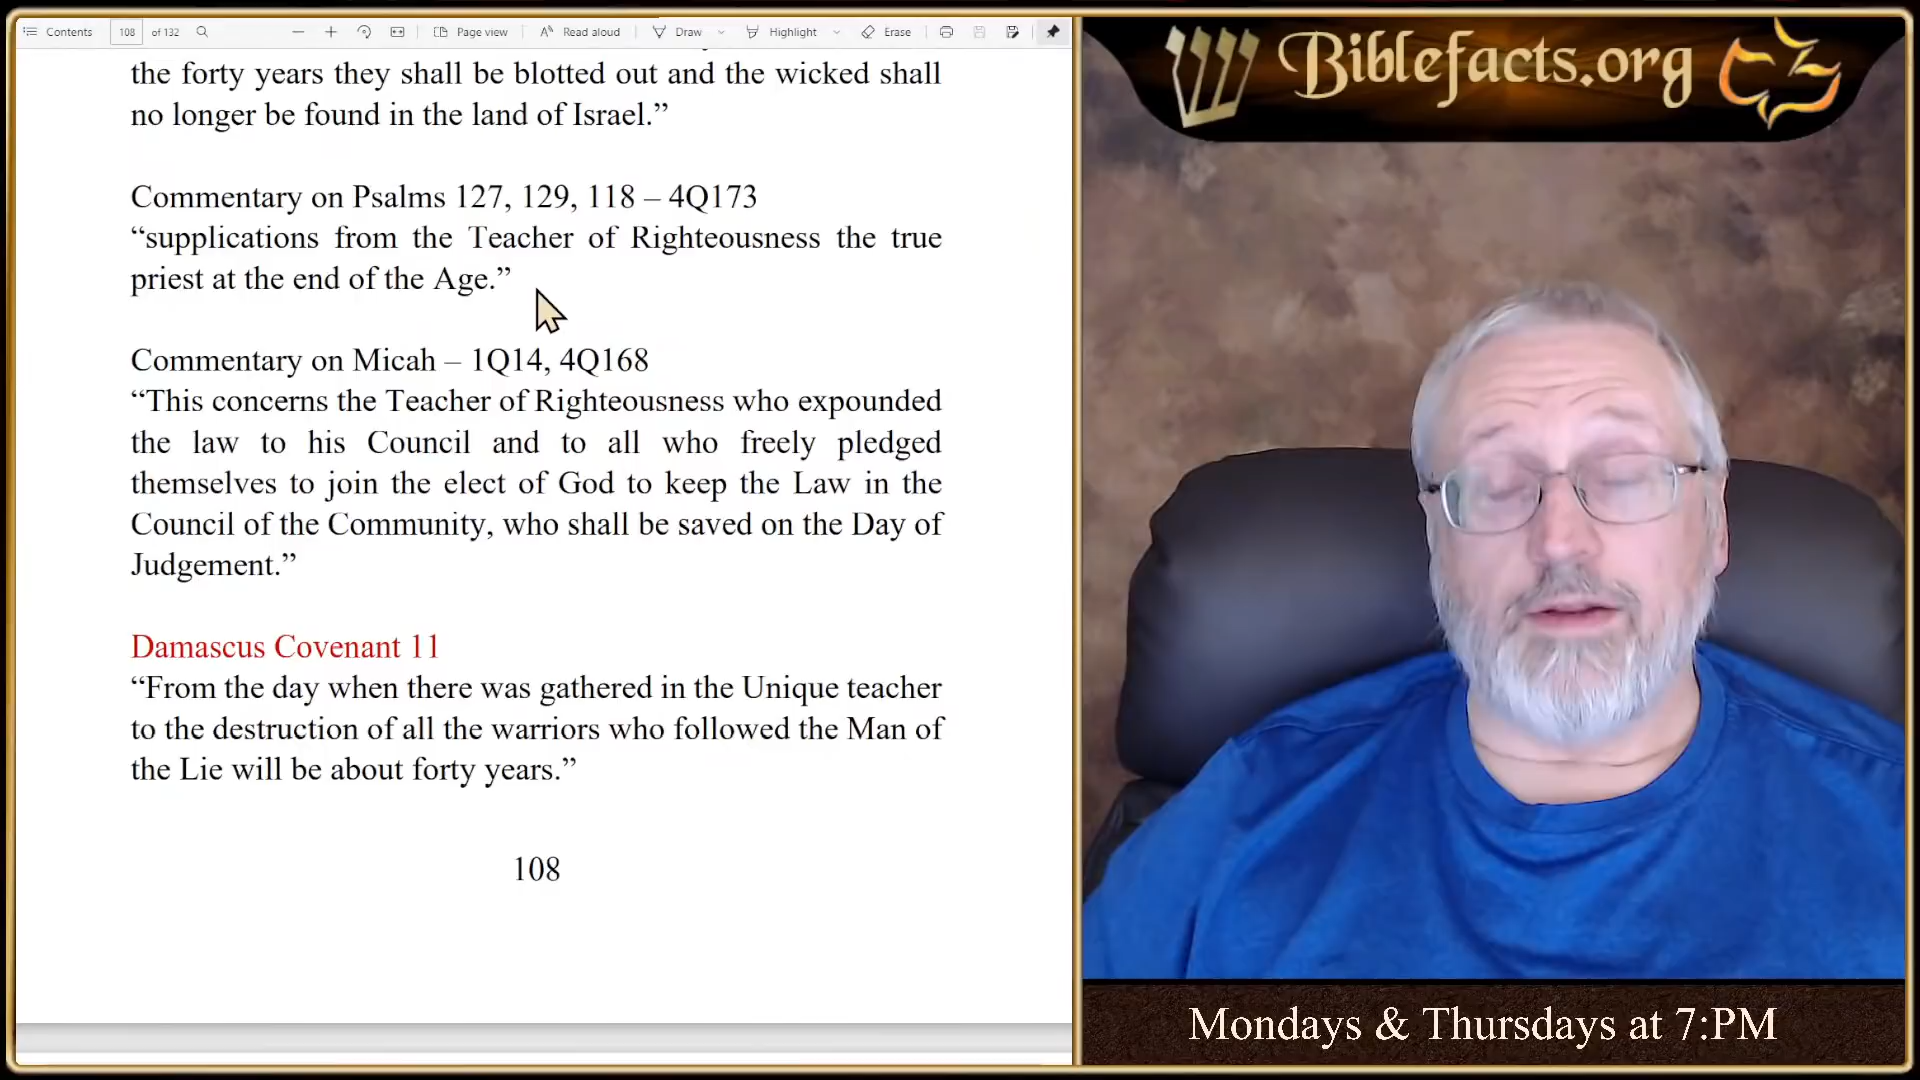 Contents 108 of 132 Page view Read aloud Draw Highlight Erase
the forty years they shall be blotted out and the wicked shall
no longer be found in the land of Israel.”
Commentary on Psalms 127, 129, 118 – 4Q173
“supplications from the Teacher of Righteousness the true
priest at the end of the Age.”
Commentary on Micah – 1Q14, 4Q168
“This concerns the Teacher of Righteousness who expounded
the law to his Council and to all who freely pledged
themselves to join the elect of God to keep the Law in the
Council of the Community, who shall be saved on the Day of
Judgement.”
Damascus Covenant 11
“From the day when there was gathered in the Unique teacher
to the destruction of all the warriors who followed the Man of
the Lie will be about forty years.”
108
ש Biblefacts.org
Mondays & Thursdays at 7:PM